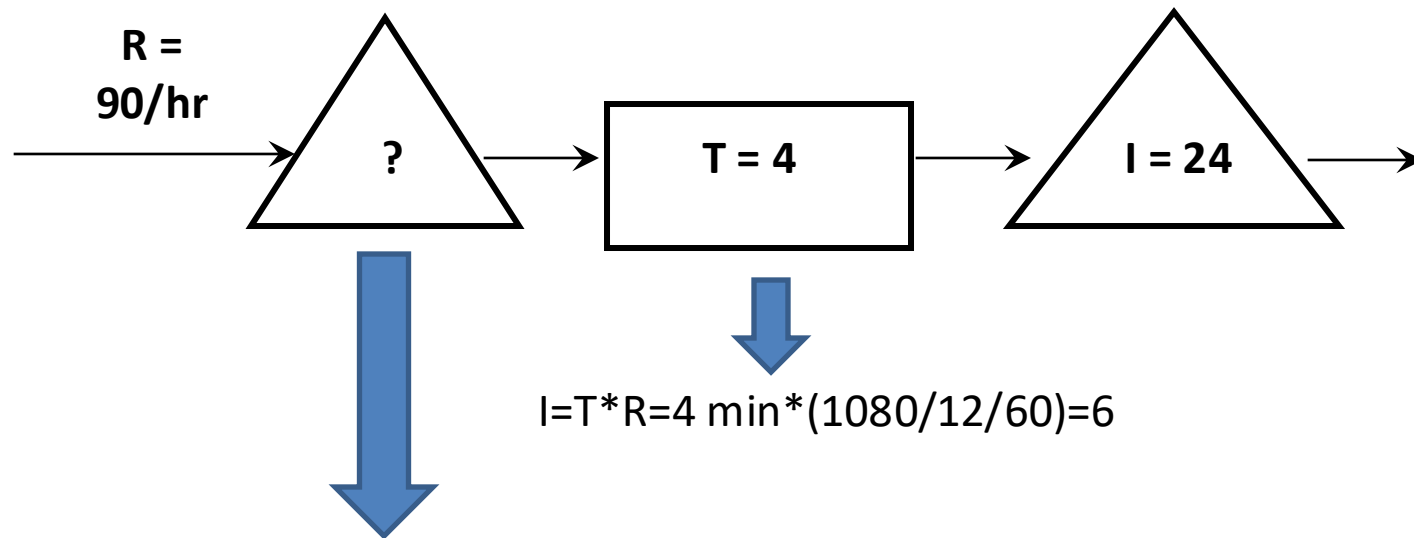 R =
90/hr
?
T = 4
I = 24
I=T*R=4 min*(1080/12/60)=6